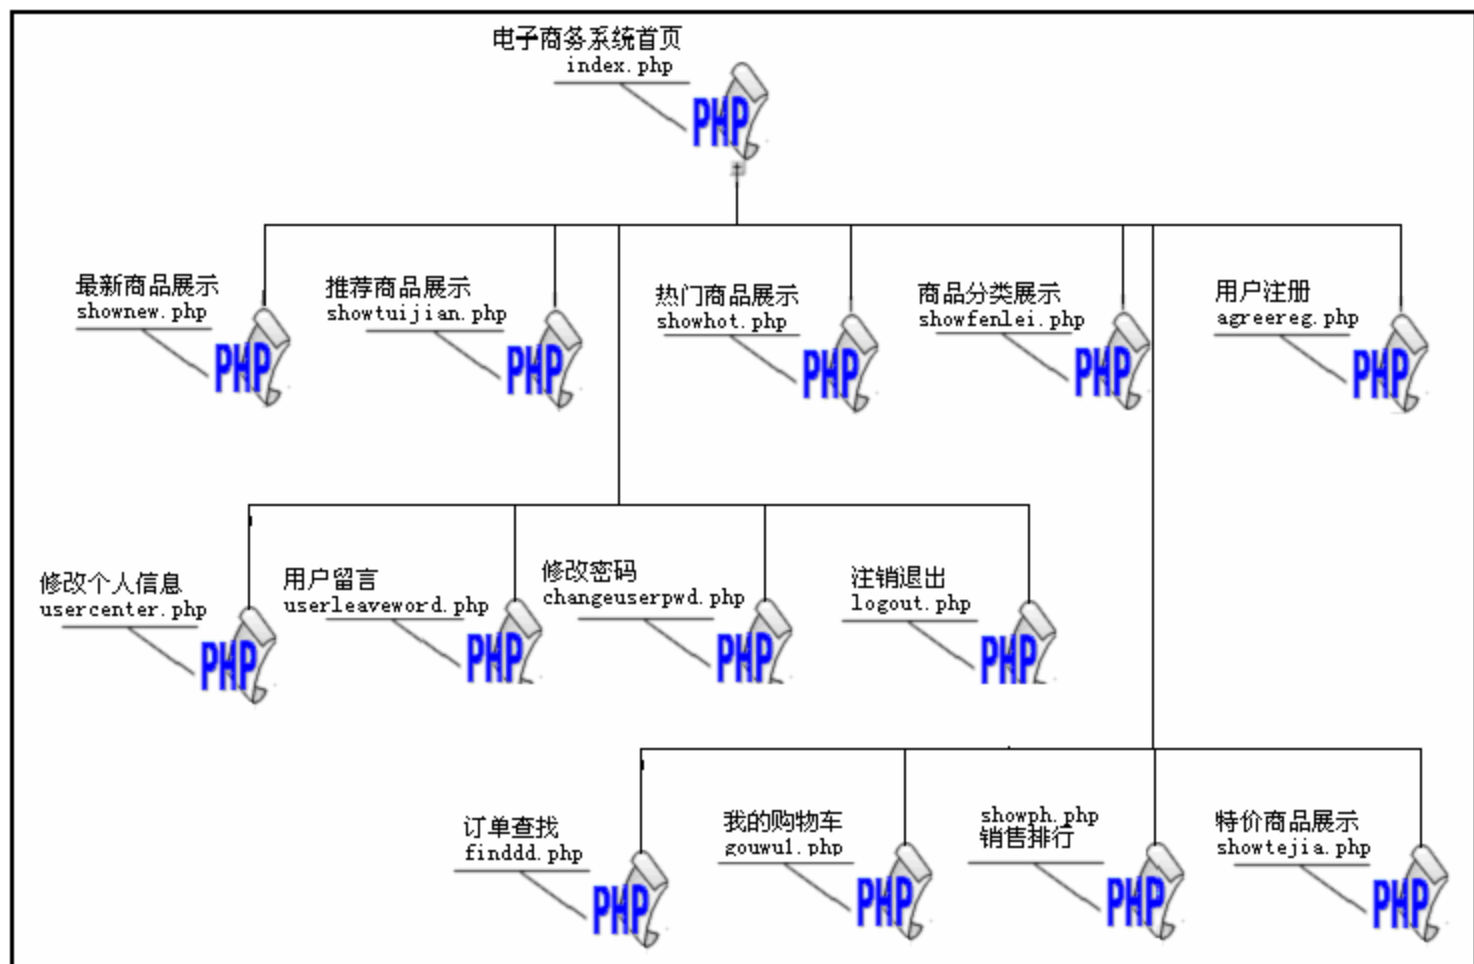 电子商务系统首页
index.php
PHP
最新商品展示
shownew.php
PHP
推荐商品展示
showtuijian.php
PHP
热门商品展示
showhot.php
PHP
商品分类展示
showfenlei.php
PHP
用户注册
agreereg.php
PHP
修改个人信息
usercenter.php
PHP
用户留言
userleaveword.php
PHP
修改密码
changeuserpwd.php
PHP
注销退出
logout.php
PHP
订单查找
finddd.php
PHP
我的购物车
gouwu1.php
PHP
showph.php
销售排行
PHP
特价商品展示
showtejia.php
PHP